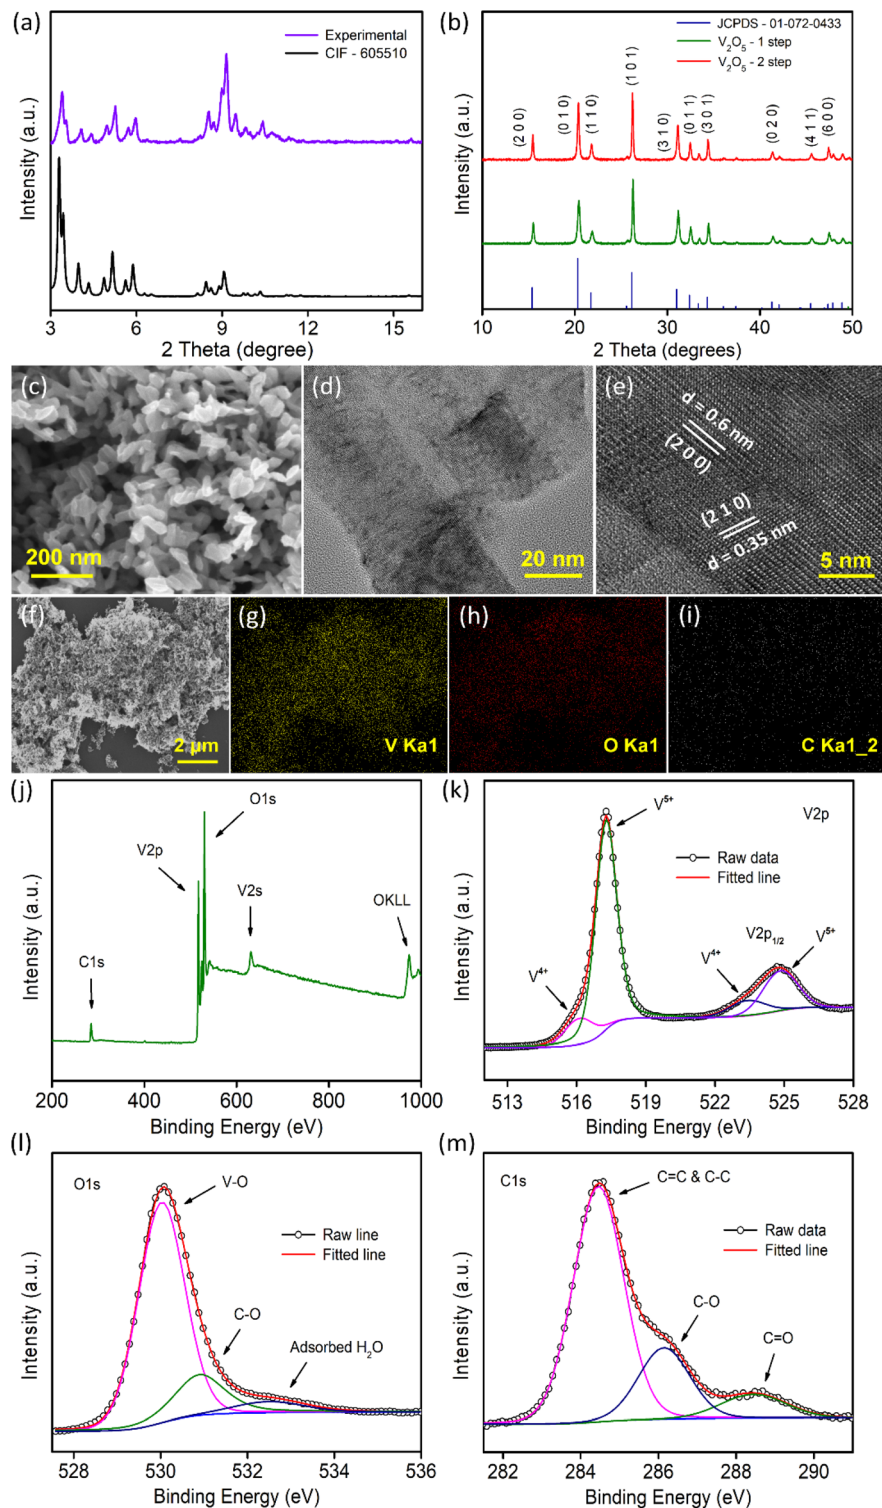 (a)
Experimental
CIF - 605510
Intensity (a.u.)
3 6 9 12 15
2 Theta (degree)
(b)
JCPDS - 01-072-0433
V₂O₅ - 1 step
V₂O₅ - 2 step
(2 0 0)
(0 1 0)
(1 1 0)
(1 0 1)
(3 1 0)
(0 1 1)
(3 0 1)
(0 2 0)
(4 1 1)
(6 0 0)
Intensity (a.u.)
10 20 30 40 50
2 Theta (degrees)
(c)
200 nm
(d)
20 nm
(e)
d = 0.6 nm
(2 0 0)
(2 1 0)
d = 0.35 nm
5 nm
(f)
2 µm
(g)
V Ka1
(h)
O Ka1
(i)
C Ka1_2
(j)
O1s
V2p
V2s
OKLL
C1s
Intensity (a.u.)
200 400 600 800 1000
Binding Energy (eV)
(k)
V⁵⁺
V2p
Raw data
Fitted line
V2p₁/₂
V⁴⁺
V⁴⁺
V⁵⁺
Intensity (a.u.)
513 516 519 522 525 528
Binding Energy (eV)
(l)
O1s
V-O
Raw line
Fitted line
C-O
Adsorbed H₂O
Intensity (a.u.)
528 530 532 534 536
Binding Energy (eV)
(m)
C1s
C=C & C-C
Raw data
Fitted line
C-O
C=O
Intensity (a.u.)
282 284 286 288 290
Binding Energy (eV)